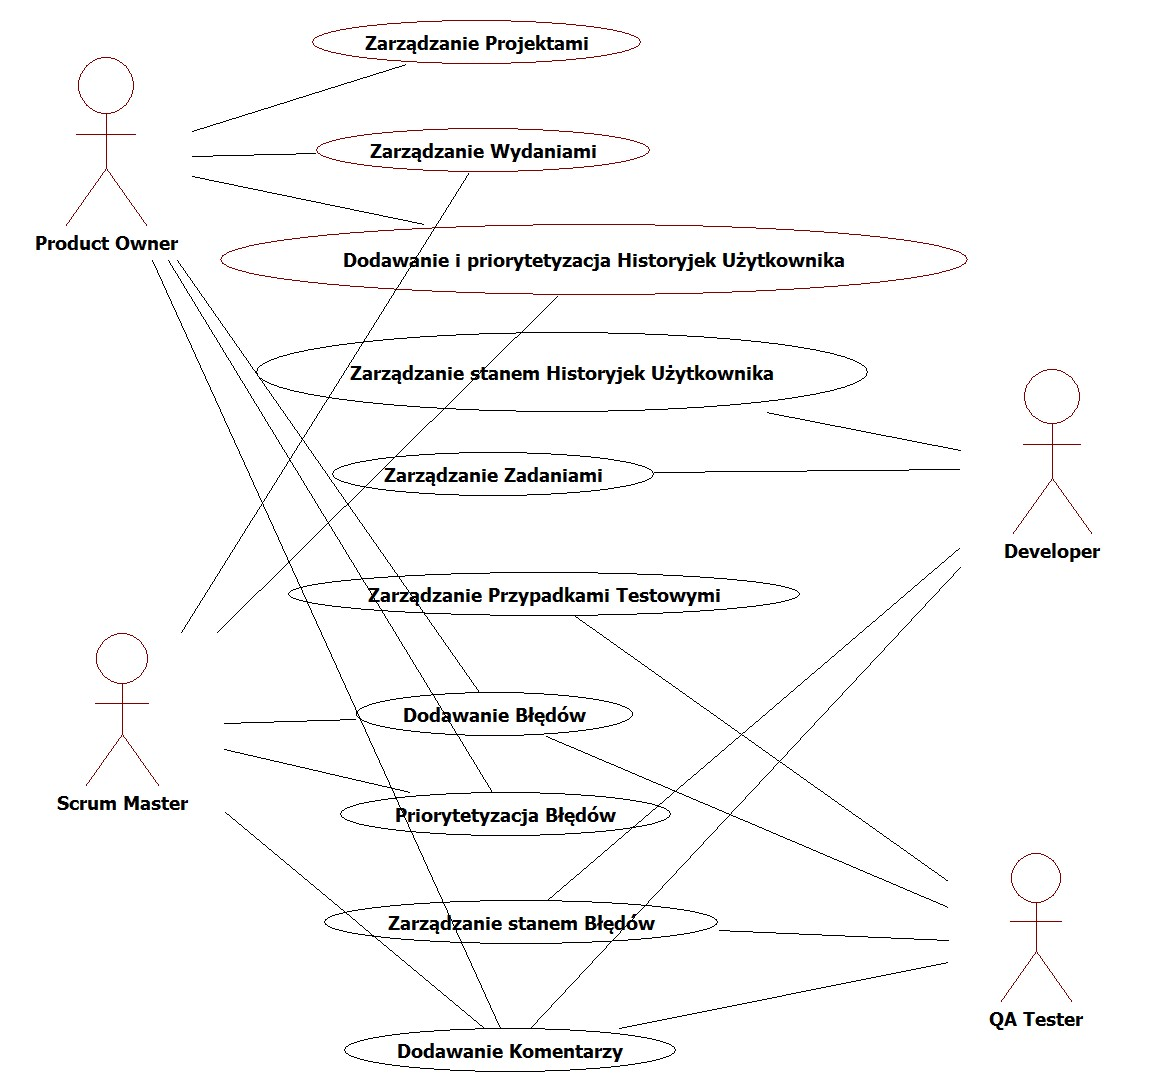 Zarządzanie Projektami
Zarządzanie Wydaniami
Product Owner
Dodawanie i priorytetyzacja Historyjek Użytkownika
Zarządzanie stanem Historyjek Użytkownika
Zarządzanie Zadaniami
Developer
Zarządzanie Przypadkami Testowymi
Dodawanie Błędów
Scrum Master
Priorytetyzacja Błędów
Zarządzanie stanem Błędów
QA Tester
Dodawanie Komentarzy